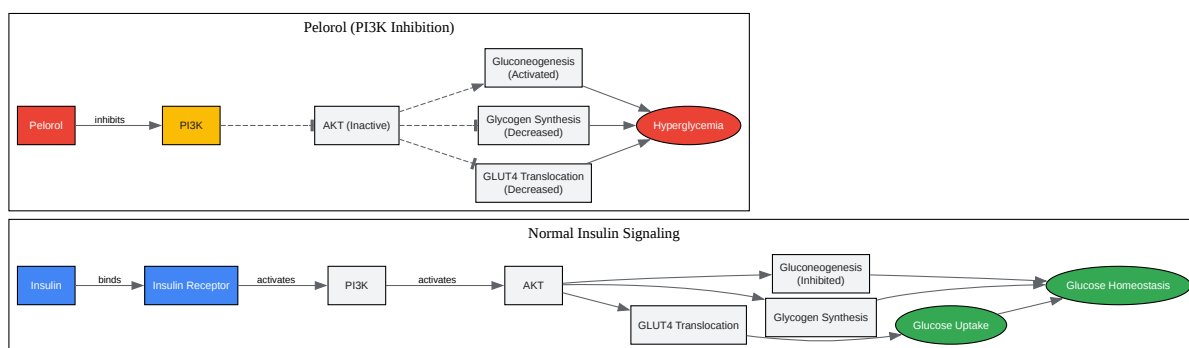 Pelorol (PI3K Inhibition)
Gluconeogenesis
(Activated)
Pelorol
inhibits
PI3K
AKT (Inactive)
Glycogen Synthesis
(Decreased)
Hyperglycemia
GLUT4 Translocation
(Decreased)
Normal Insulin Signaling
Insulin
binds
Insulin Receptor
activates
PI3K
activates
AKT
Gluconeogenesis
(Inhibited)
Glucose Homeostasis
GLUT4 Translocation
Glycogen Synthesis
Glucose Uptake